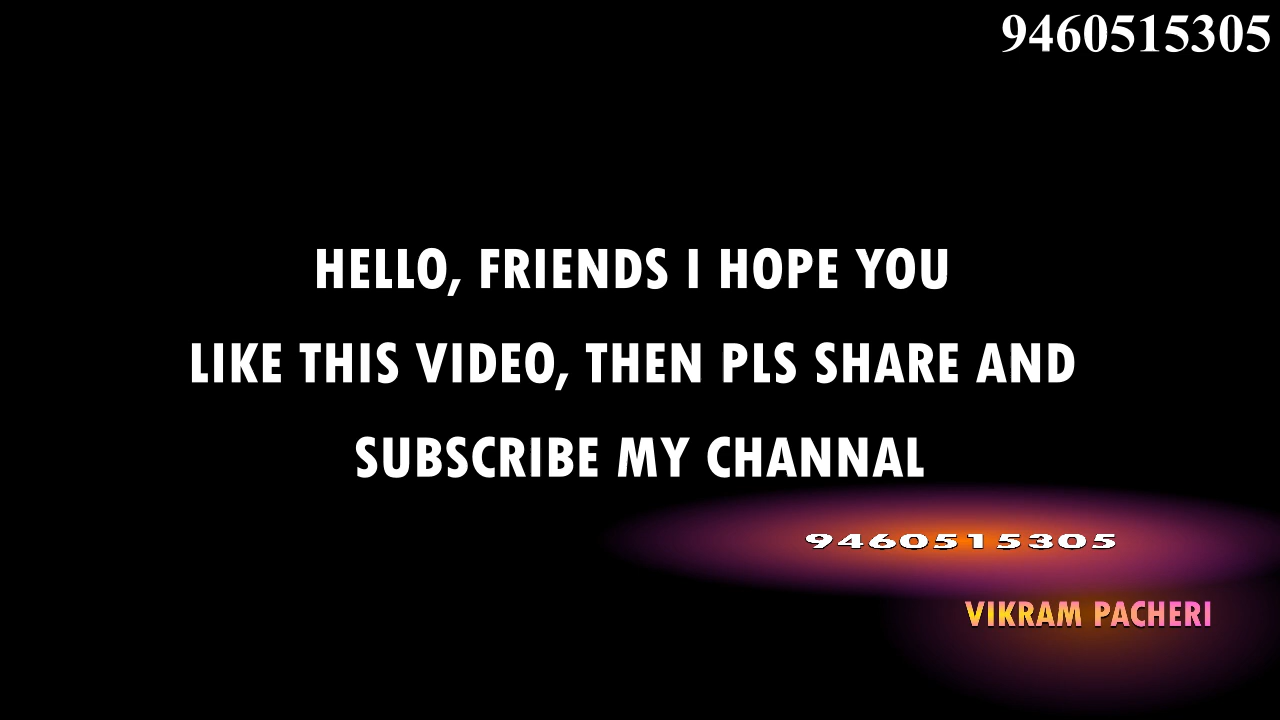 9460515305
HELLO, FRIENDS I HOPE YOU
LIKE THIS VIDEO, THEN PLS SHARE AND
SUBSCRIBE MY CHANNAL
9460515305
VIKRAM PACHERI